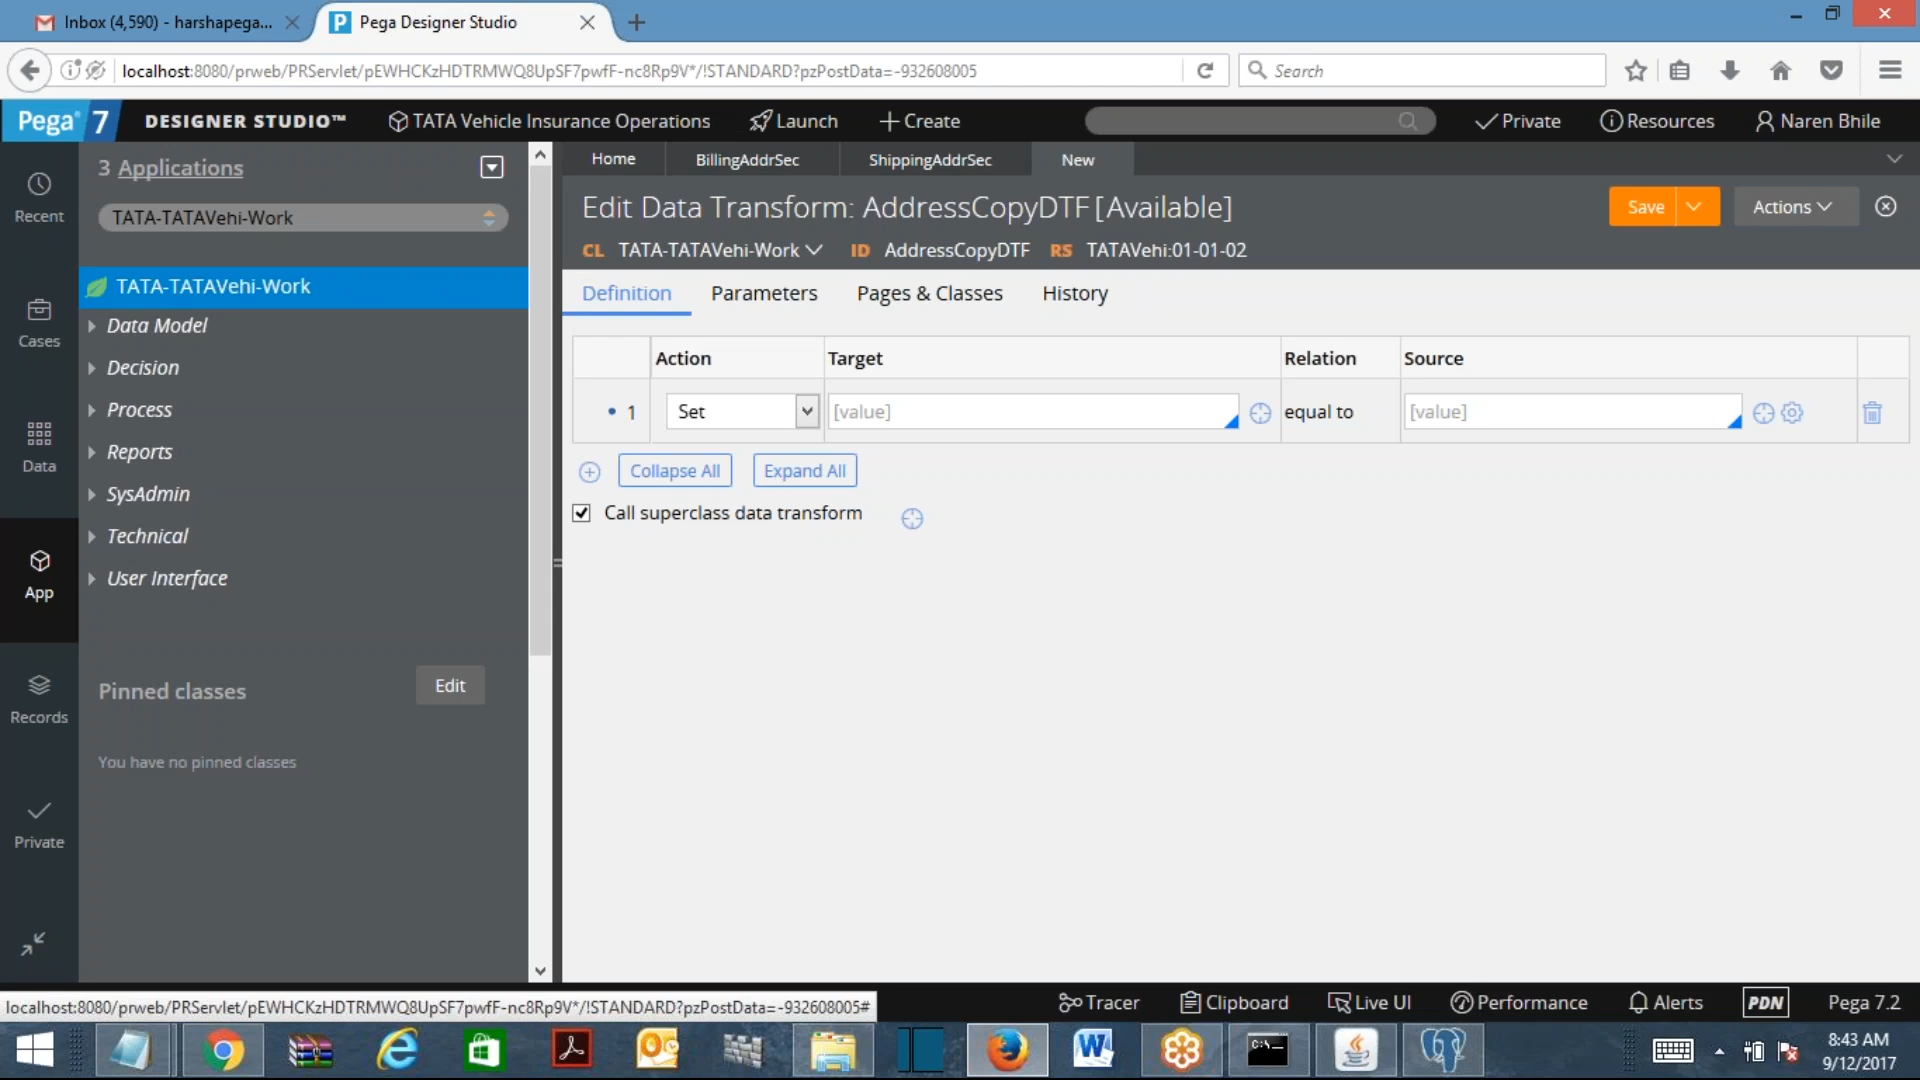 Inbox (4,590) - harshapega...
Pega Designer Studio
localhost:8080/prweb/PRServlet/pEWHCKzHDTRMWQ8UpSF7pwfF-nc8Rp9V*/!STANDARD?pzPostData=-932608005
Search
Pega 7
DESIGNER STUDIO™
TATA Vehicle Insurance Operations
Launch
Create
Private
Resources
Naren Bhile
Recent
Cases
Data
App
Records
Private
3 Applications
TATA-TATAVehi-Work
TATA-TATAVehi-Work
Data Model
Decision
Process
Reports
SysAdmin
Technical
User Interface
Pinned classes
Edit
You have no pinned classes
Home
BillingAddrSec
ShippingAddrSec
New
Edit Data Transform: AddressCopyDTF [Available]
Save
Actions
CL TATA-TATAVehi-Work ID AddressCopyDTF RS TATAVehi:01-01-02
Definition
Parameters
Pages & Classes
History
Action Target Relation Source
1 Set [value] equal to [value]
Collapse All
Expand All
Call superclass data transform
localhost:8080/prweb/PRServlet/pEWHCKzHDTRMWQ8UpSF7pwfF-nc8Rp9V*/!STANDARD?pzPostData=-932608005#
Tracer
Clipboard
Live UI
Performance
Alerts
PDN
Pega 7.2
8:43 AM
9/12/2017